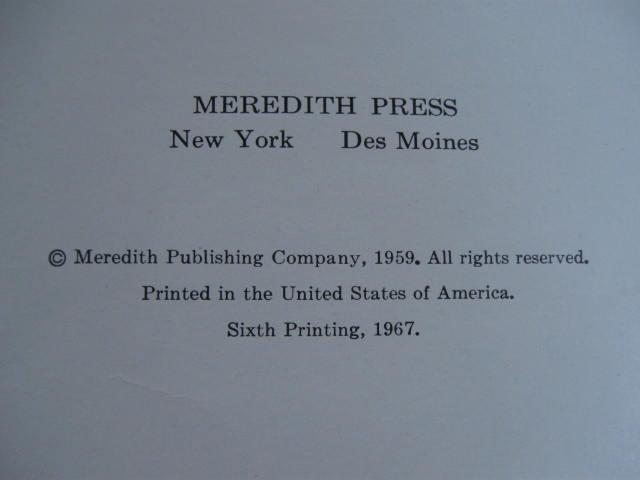 MEREDITH PRESS
New York Des Moines
© Meredith Publishing Company, 1959. All rights reserved.
Printed in the United States of America.
Sixth Printing, 1967.